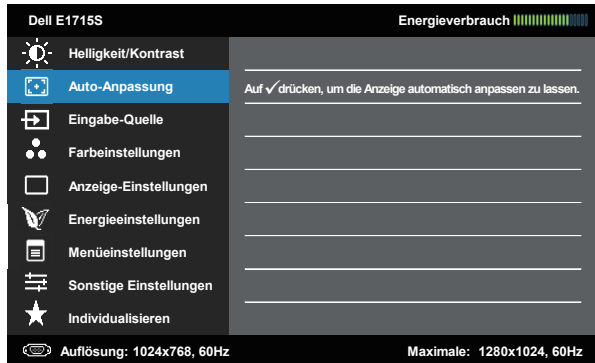 Dell E1715S Energieverbrauch
Helligkeit/Kontrast
Auto-Anpassung Auf ✓ drücken, um die Anzeige automatisch anpassen zu lassen.
Eingabe-Quelle
Farbeinstellungen
Anzeige-Einstellungen
Energieeinstellungen
Menüeinstellungen
Sonstige Einstellungen
Individualisieren
Auflösung: 1024x768, 60Hz Maximale: 1280x1024, 60Hz